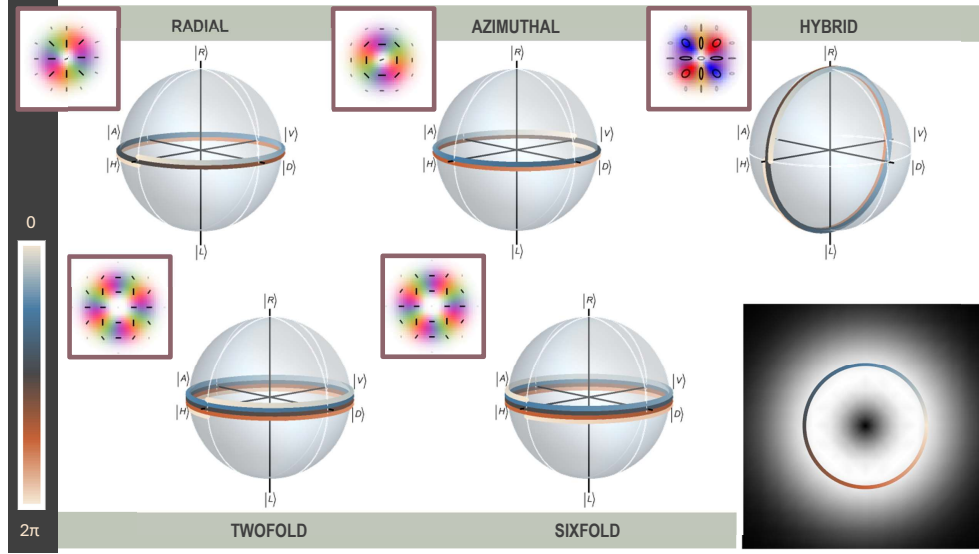 RADIAL
AZIMUTHAL
HYBRID
|R⟩
|R⟩
|R⟩
|A⟩
|V⟩
|H⟩
|D⟩
|L⟩
|A⟩
|V⟩
|H⟩
|D⟩
|L⟩
|A⟩
|V⟩
|H⟩
|D⟩
|L⟩
0
2π
|R⟩
|A⟩
|V⟩
|H⟩
|D⟩
|L⟩
|R⟩
|A⟩
|V⟩
|H⟩
|D⟩
|L⟩
TWOFOLD
SIXFOLD